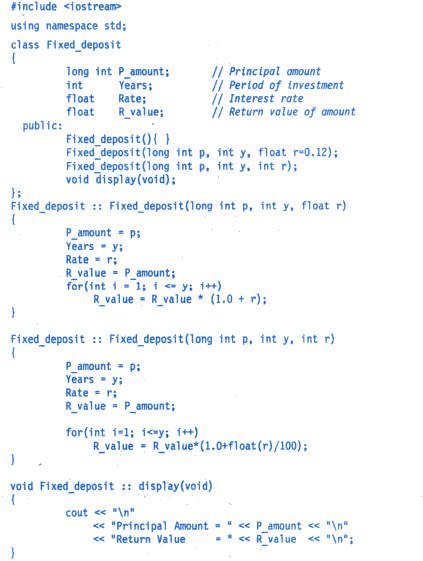 #include <iostream>
using namespace std;
class Fixed_deposit
{
long int P_amount; // Principal amount
int Years; // Period of investment
float Rate; // Interest rate
float R_value; // Return value of amount
public:
Fixed_deposit(){ }
Fixed_deposit(long int p, int y, float r=0.12);
Fixed_deposit(long int p, int y, int r);
void display(void);
};
Fixed_deposit :: Fixed_deposit(long int p, int y, float r)
{
P_amount = p;
Years = y;
Rate = r;
R_value = P_amount;
for(int i = 1; i <= y; i++)
R_value = R_value * (1.0 + r);
}
Fixed_deposit :: Fixed_deposit(long int p, int y, int r)
{
P_amount = p;
Years = y;
Rate = r;
R_value = P_amount;
for(int i=1; i<=y; i++)
R_value = R_value*(1.0+float(r)/100);
}
void Fixed_deposit :: display(void)
{
cout << "\n"
<< "Principal Amount = " << P_amount << "\n"
<< "Return Value = " << R_value << "\n";
}